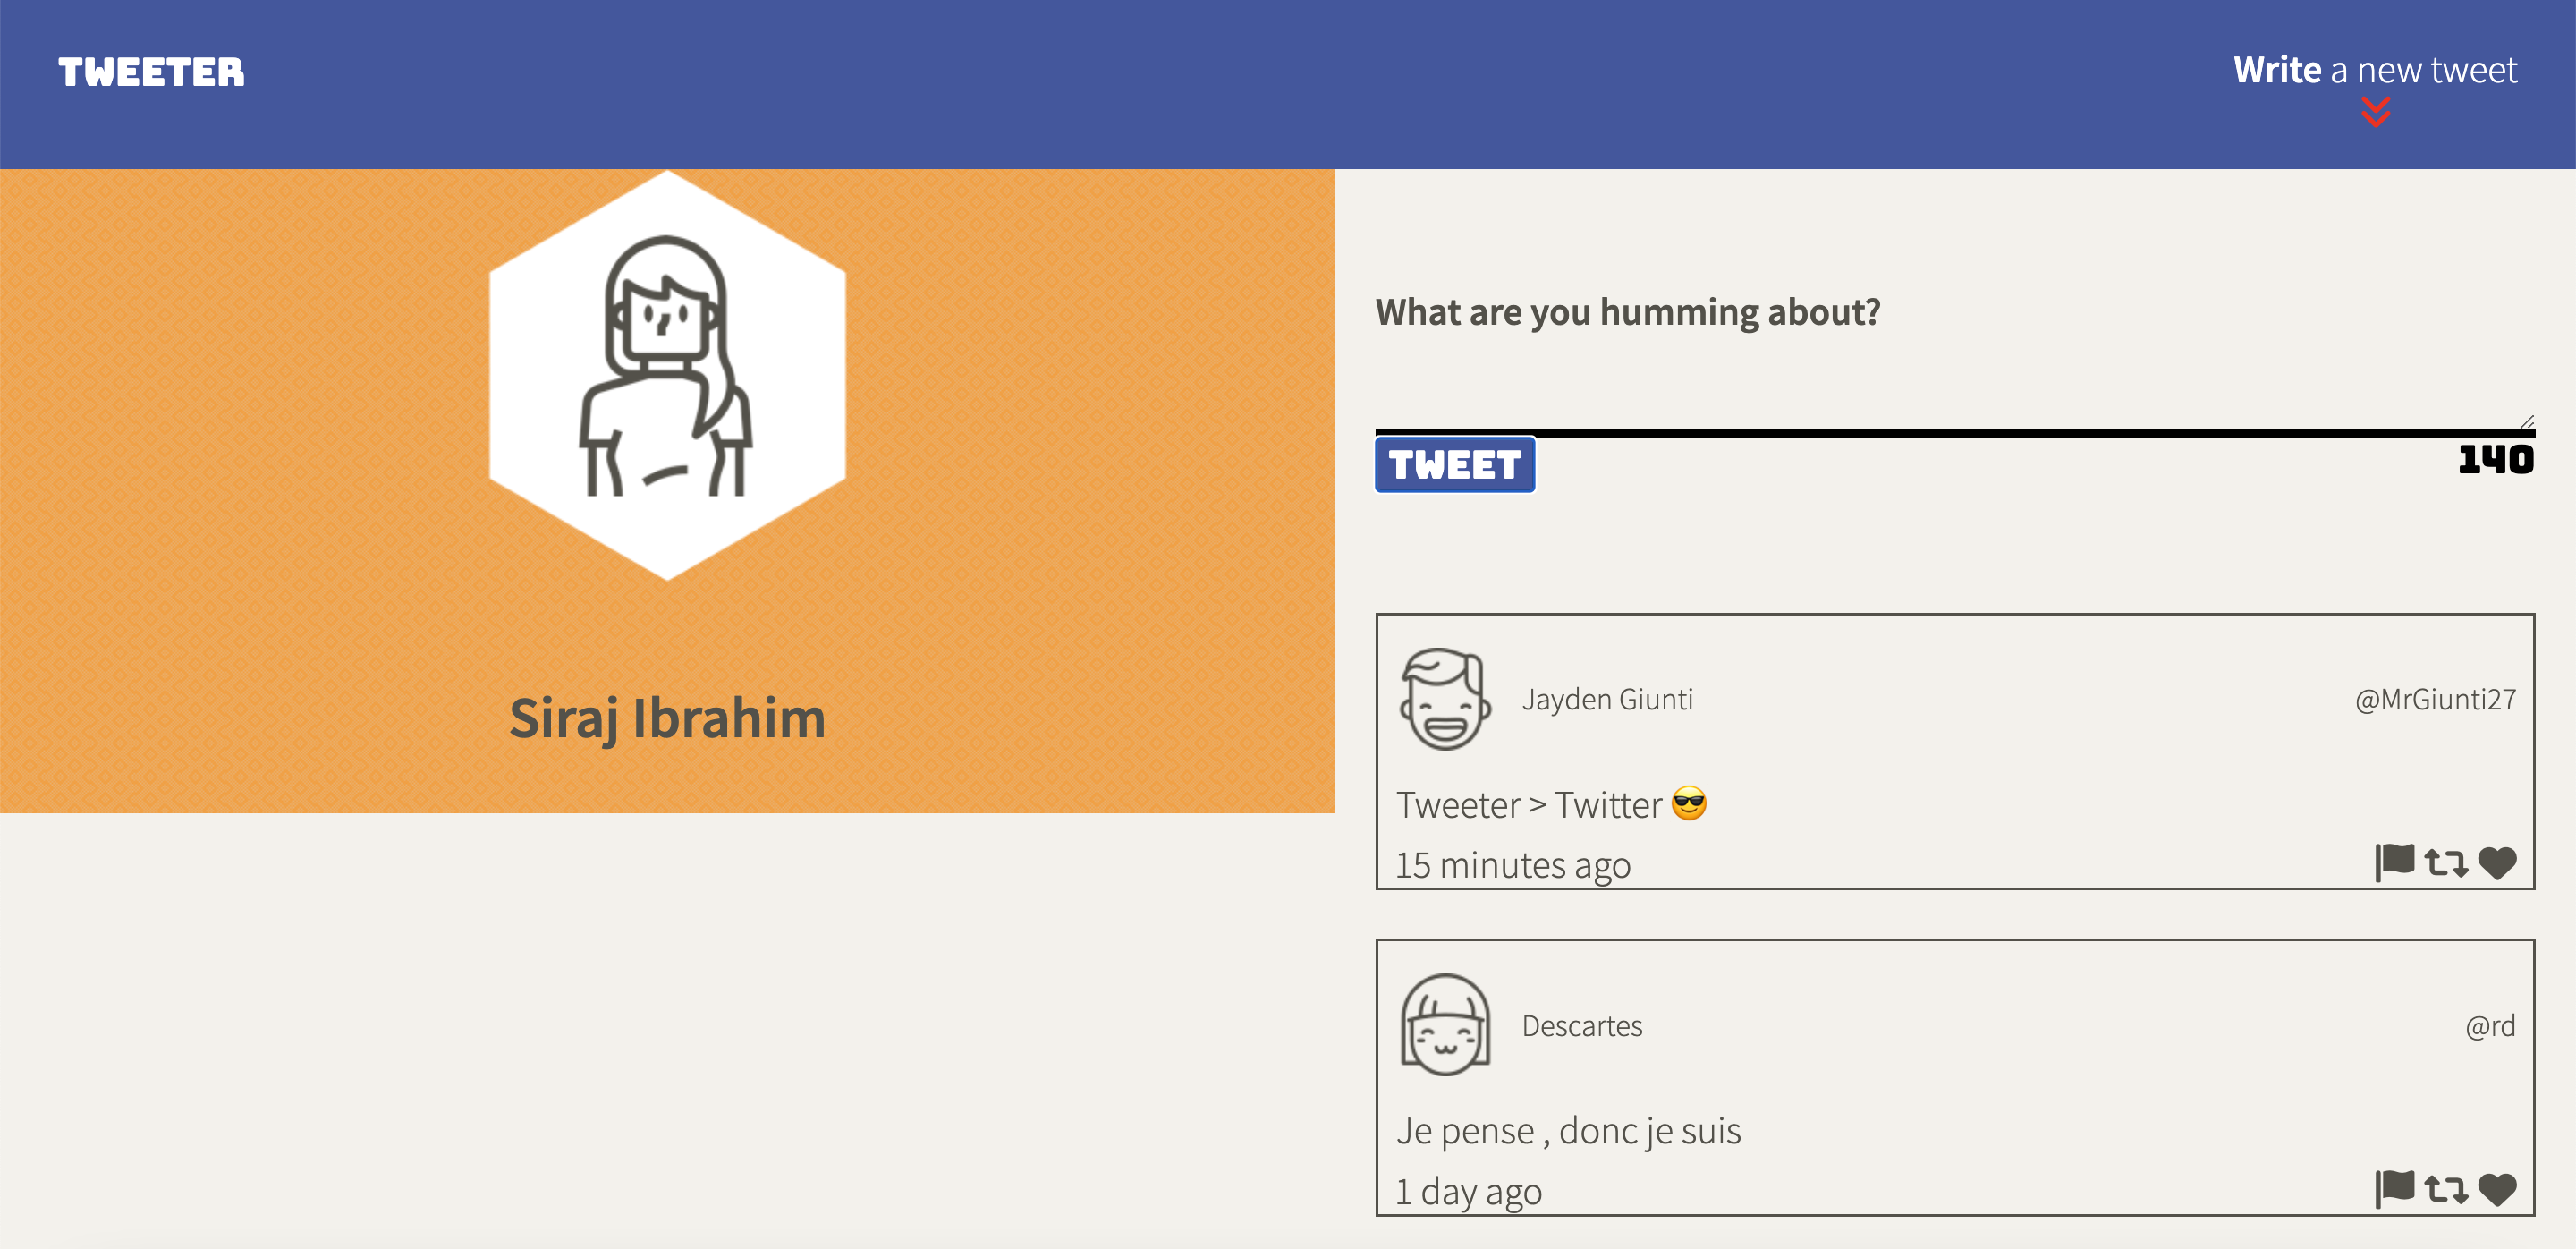 TWEETER
Write a new tweet
Siraj Ibrahim
What are you humming about?
TWEET
140
Jayden Giunti
@MrGiunti27
Tweeter > Twitter 😎
15 minutes ago
Descartes
@rd
Je pense , donc je suis
1 day ago